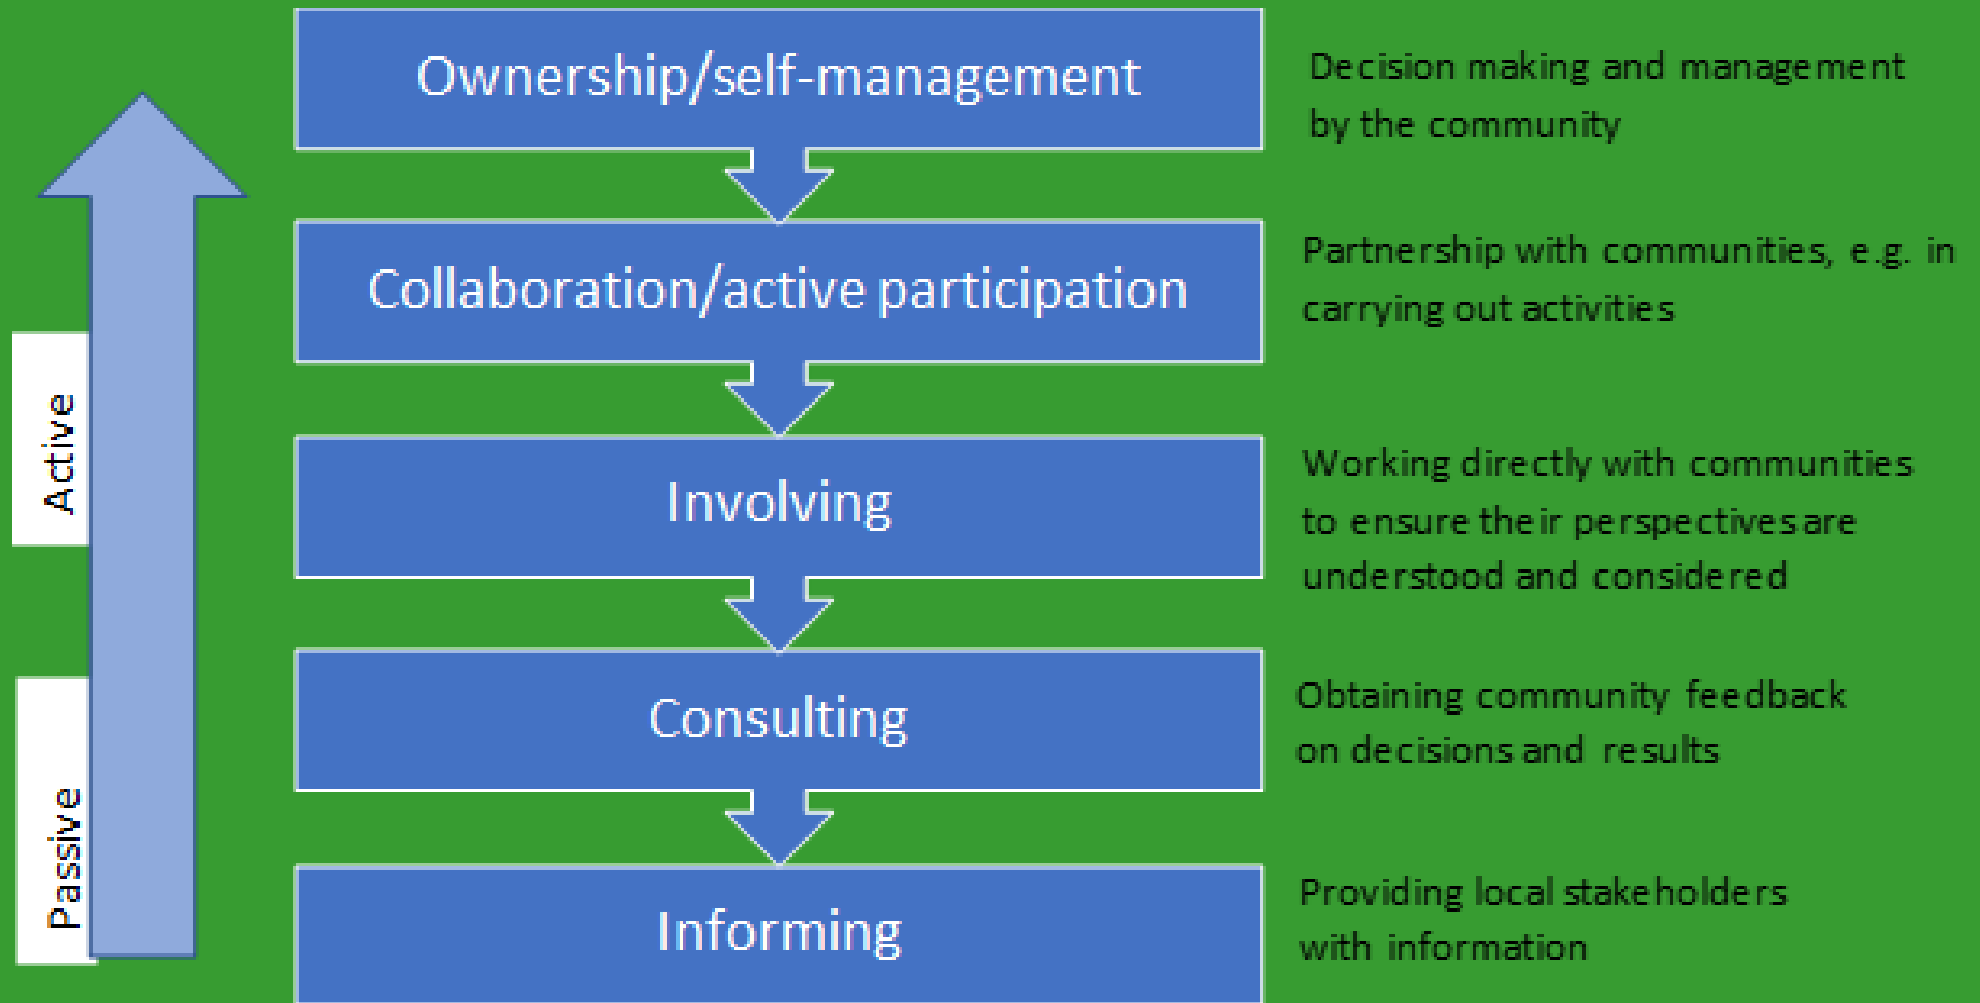 Ownership/self-management
Decision making and management
by the community
Collaboration/active participation
Partnership with communities, e.g. in
carrying out activities
Active
Involving
Working directly with communities
to ensure their perspectives are
understood and considered
Consulting
Obtaining community feedback
on decisions and results
Passive
Informing
Providing local stakeholders
with information